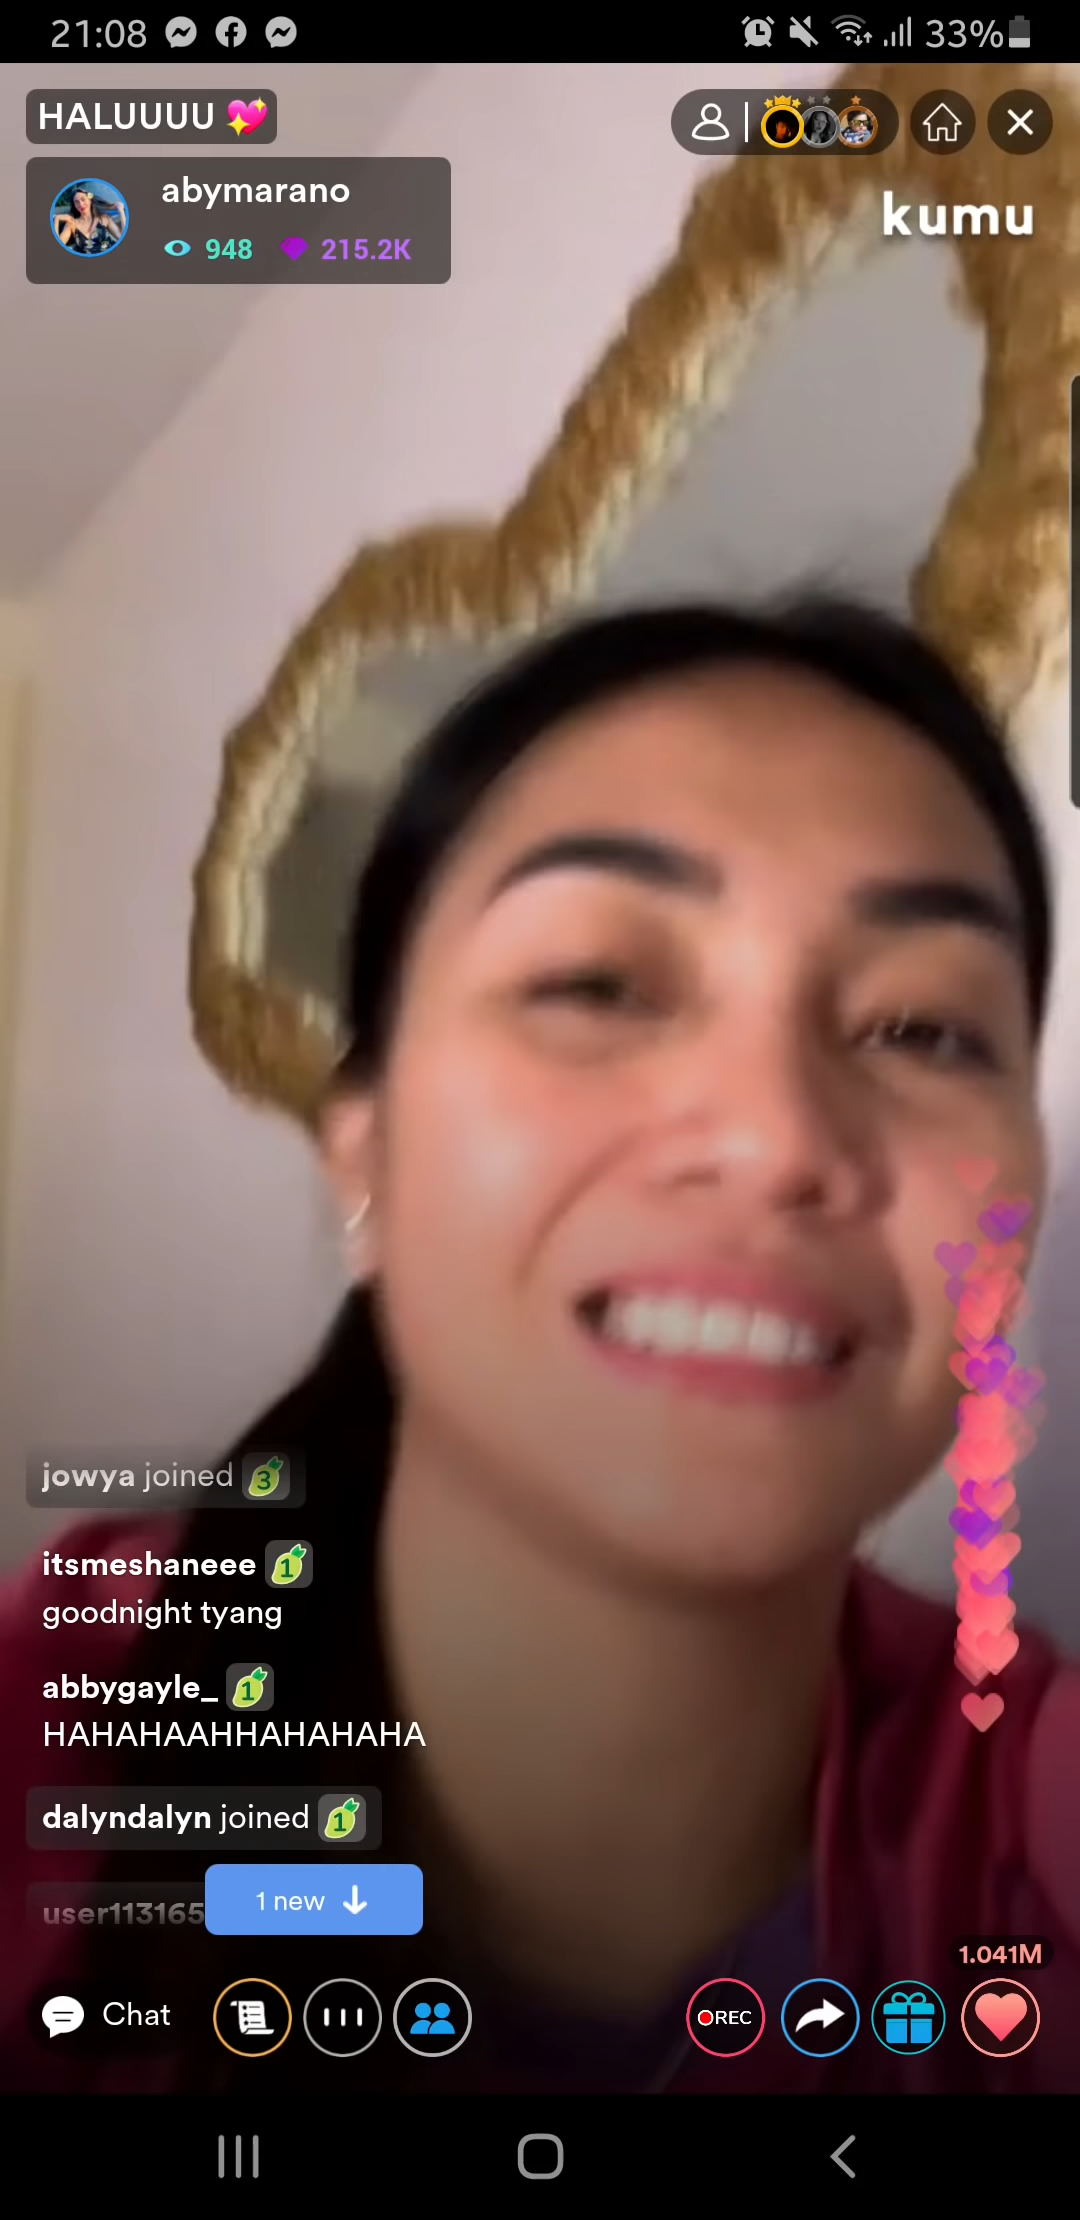 21:08
33%
HALUUUU 💖
abymarano
948 215.2K
kumu
jowya joined 3
itsmeshaneee 1
goodnight tyang
abbygayle_ 1
HAHAHAAHHAHAHAHA
dalyndalyn joined 1
user113165
1 new ↓
1.041M
Chat
REC